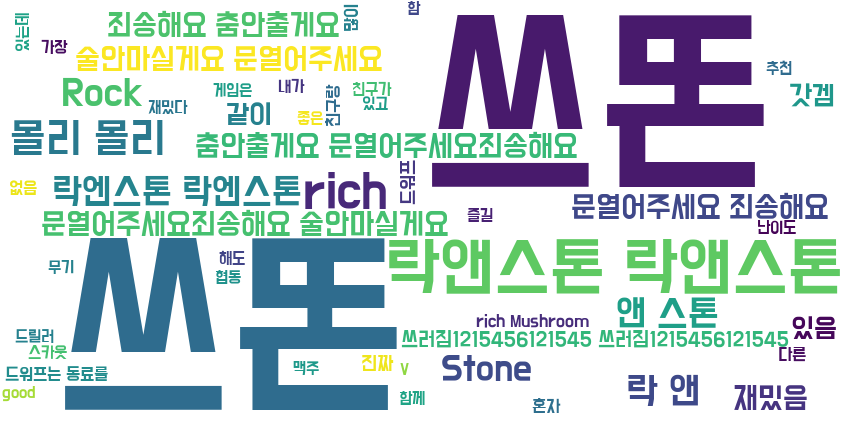 함
있는데
가장
죄송해요 춤안출게요
많이
쓰
돈
술안마실게요 문열어주세요
추천
Rock
재밌다
게임은
내가
친구랑
친구가
있고
갓겜
같이
좋은
몰리 몰리
춤안출게요 문열어주세요죄송해요
없음
락엔스톤 락엔스톤
rich
드워프
즐길
문열어주세요 죄송해요
난이도
문열어주세요죄송해요 술안마실게요
무기
쓰
똔
해도
협동
락앤스톤 락앤스톤
앤 스톤
rich Mushroom
있음
드릴러
쓰러짐1215456121545 쓰러짐1215456121545
스카웃
다른
드워프는 동료를
맥주
진짜
v
Stone
good
함께
혼자
락 앤
재밌음